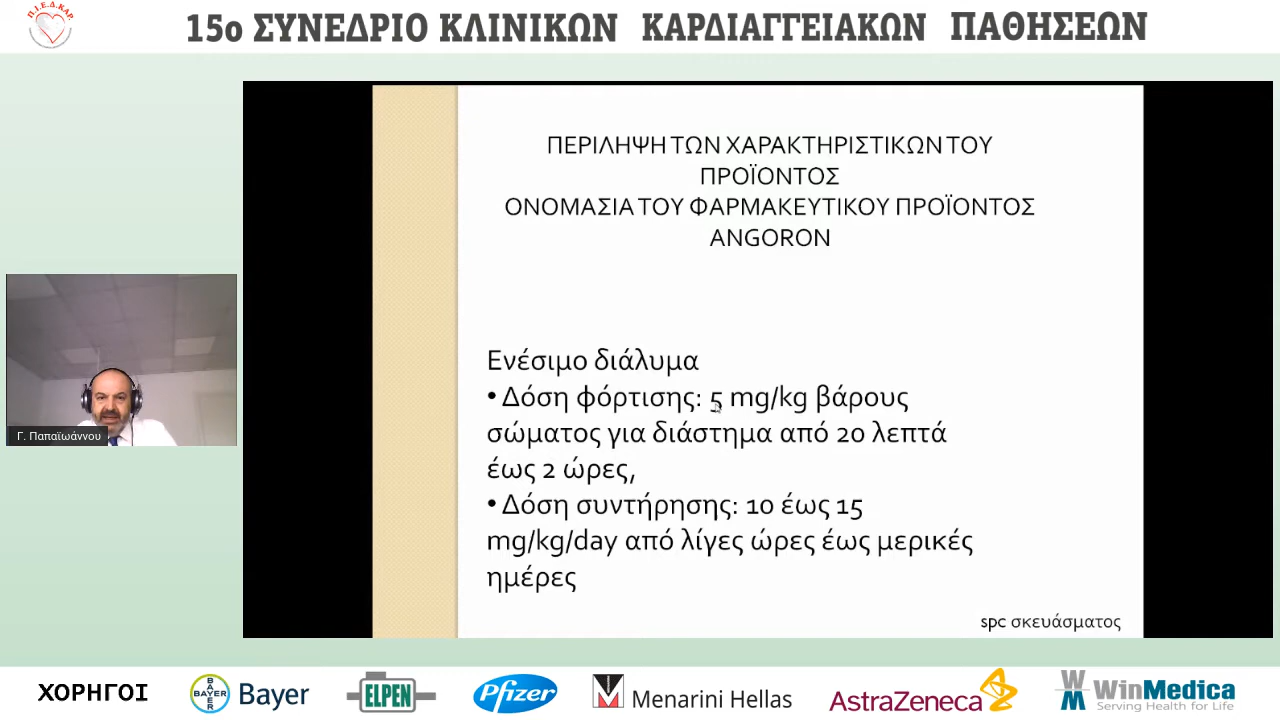 Π.Ι.Ε.Δ.ΚΑΡ.
15ο ΣΥΝΕΔΡΙΟ ΚΛΙΝΙΚΩΝ ΚΑΡΔΙΑΓΓΕΙΑΚΩΝ ΠΑΘΗΣΕΩΝ
ΠΕΡΙΛΗΨΗ ΤΩΝ ΧΑΡΑΚΤΗΡΙΣΤΙΚΩΝ ΤΟΥ
ΠΡΟΪΟΝΤΟΣ
ΟΝΟΜΑΣΙΑ ΤΟΥ ΦΑΡΜΑΚΕΥΤΙΚΟΥ ΠΡΟΪΟΝΤΟΣ
ANGORON
Ενέσιμο διάλυμα
• Δόση φόρτισης: 5 mg/kg βάρους
σώματος για διάστημα από 20 λεπτά
έως 2 ώρες,
• Δόση συντήρησης: 10 έως 15
mg/kg/day από λίγες ώρες έως μερικές
ημέρες
spc σκευάσματος
Γ. Παπαϊωάννου
ΧΟΡΗΓΟΙ
BAYER
BAYER
Bayer
ELPEN
Pfizer
Menarini Hellas
AstraZeneca
WinMedica
Serving Health for Life